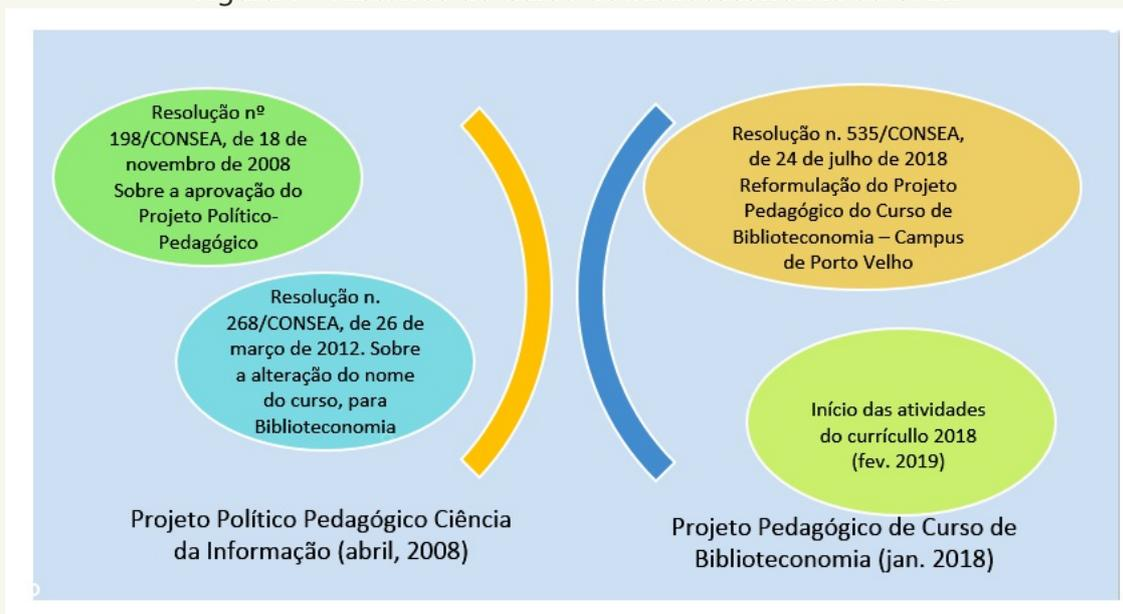 Resolução nº
198/CONSEA, de 18 de
novembro de 2008
Sobre a aprovação do
Projeto Político-
Pedagógico
Resolução n.
268/CONSEA, de 26 de
março de 2012. Sobre
a alteração do nome
do curso, para
Biblioteconomia
Projeto Político Pedagógico Ciência
da Informação (abril, 2008)
Resolução n. 535/CONSEA,
de 24 de julho de 2018
Reformulação do Projeto
Pedagógico do Curso de
Biblioteconomia – Campus
de Porto Velho
Início das atividades
do currícullo 2018
(fev. 2019)
Projeto Pedagógico de Curso de
Biblioteconomia (jan. 2018)